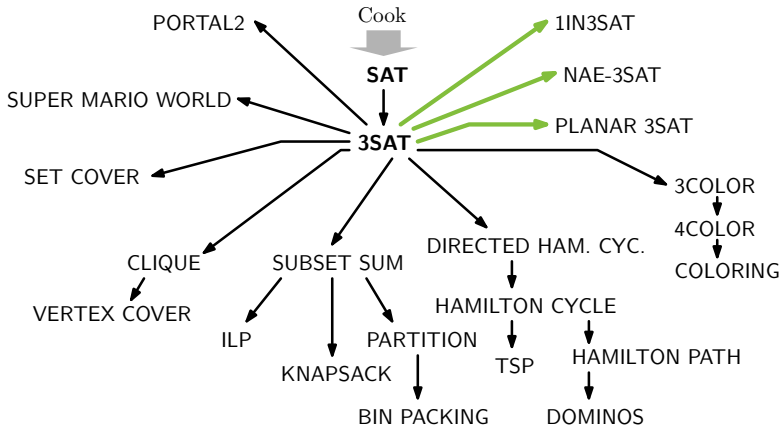 Cook
PORTAL2
1IN3SAT
SAT
NAE-3SAT
SUPER MARIO WORLD
PLANAR 3SAT
3SAT
SET COVER
3COLOR
4COLOR
DIRECTED HAM. CYC.
CLIQUE
SUBSET SUM
COLORING
VERTEX COVER
HAMILTON CYCLE
ILP
PARTITION
HAMILTON PATH
TSP
KNAPSACK
BIN PACKING
DOMINOS